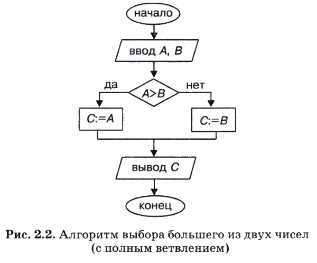 начало
ввод A, B
да
A>B
нет
C:=A
C:=B
вывод C
конец
Рис. 2.2. Алгоритм выбора большего из двух чисел
(с полным ветвлением)